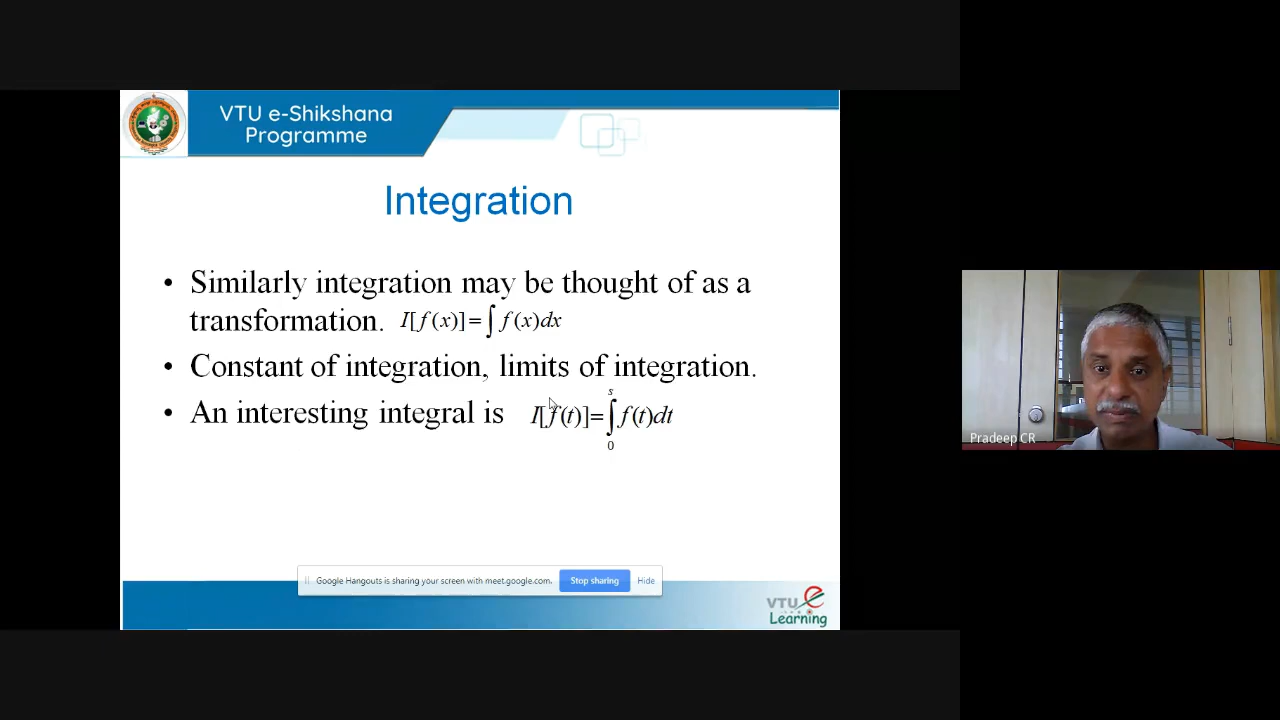 VTU e-Shikshana
Programme
Integration
• Similarly integration may be thought of as a
transformation. I[f(x)]=∫f(x)dx
• Constant of integration, limits of integration.
• An interesting integral is I[f(t)]=∫₀ˢf(t)dt
Pradeep CR
Google Hangouts is sharing your screen with meet.google.com. Stop sharing Hide
VTU e
Learning